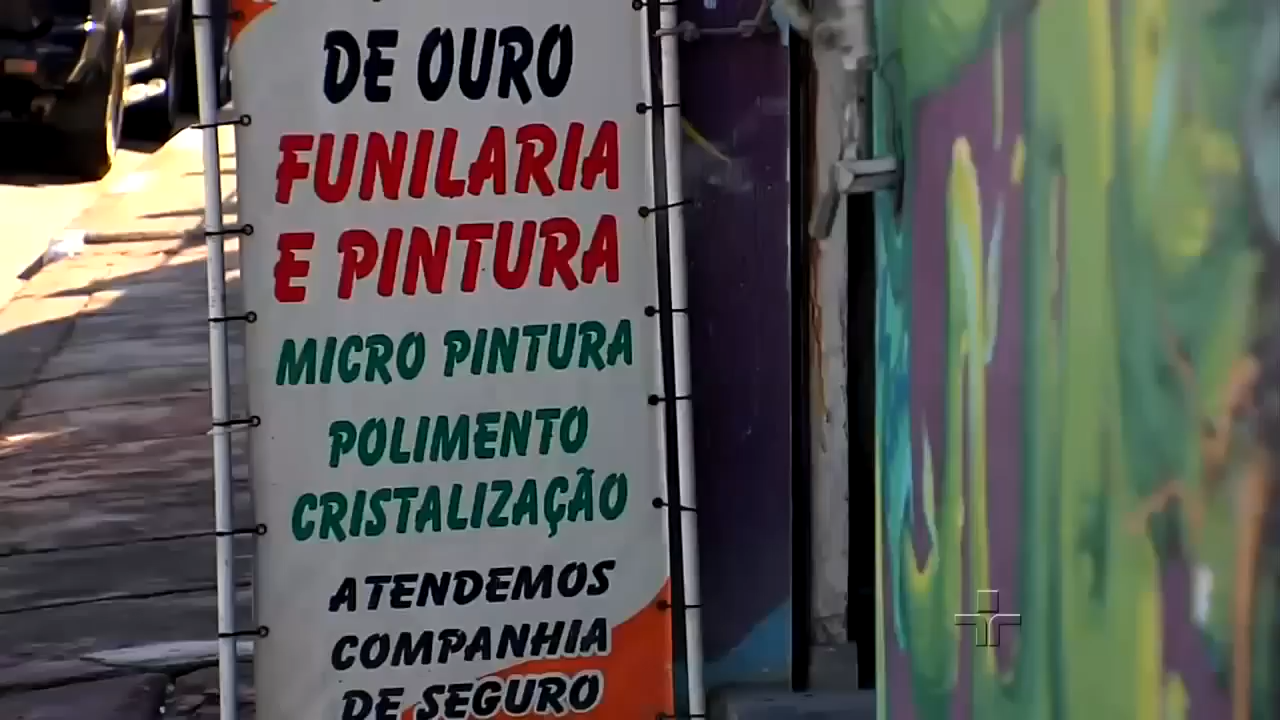 DE OURO
FUNILARIA
E PINTURA
MICRO PINTURA
POLIMENTO
CRISTALIZAÇÃO
ATENDEMOS
COMPANHIA
DE SEGURO